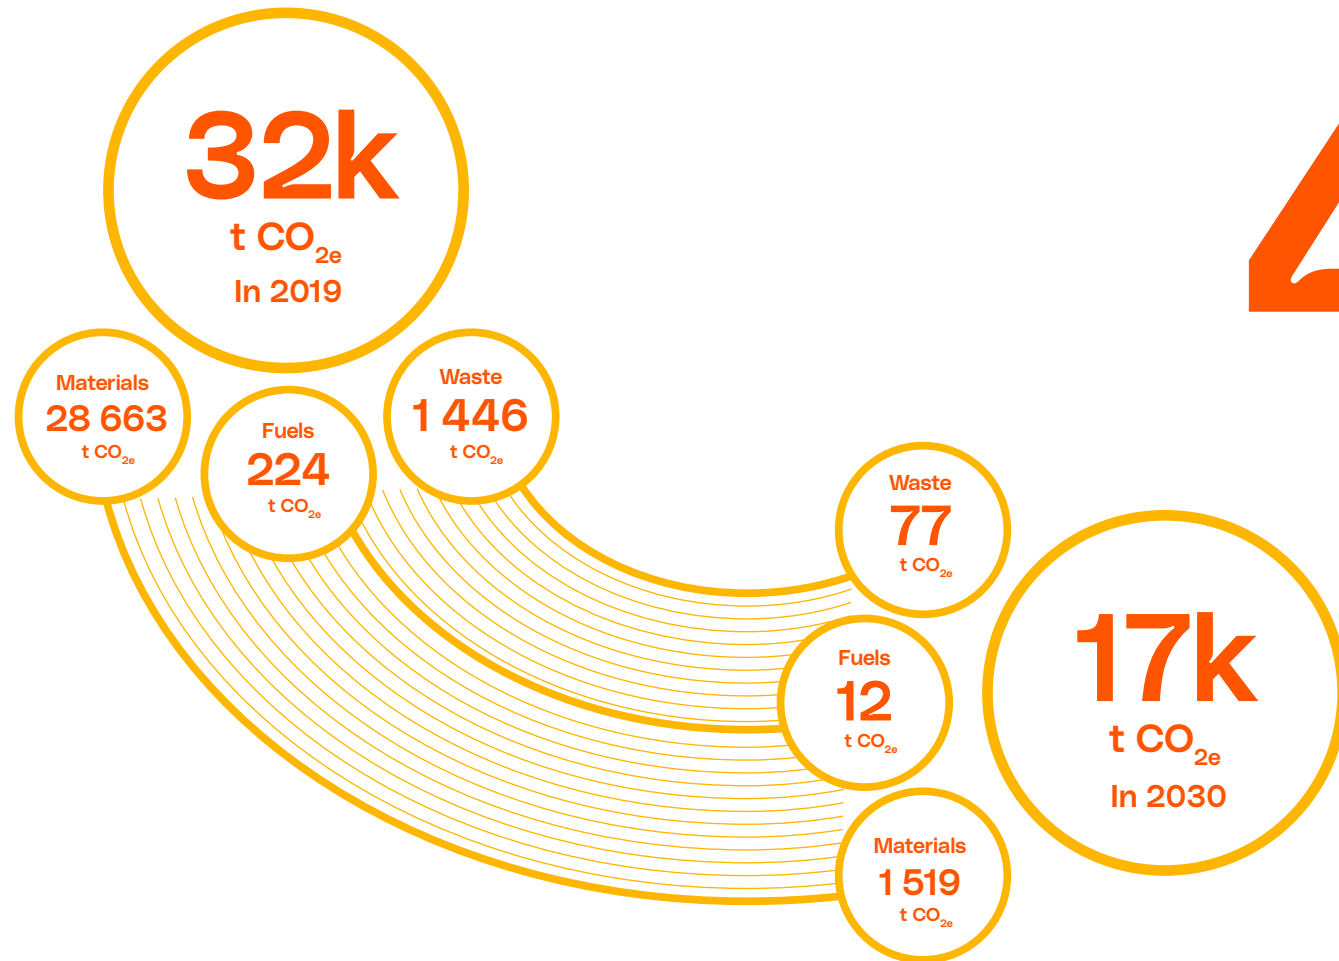 32k
t CO2e
In 2019
Materials
28 663
t CO2e
Fuels
224
t CO2e
Waste
1 446
t CO2e
Waste
77
t CO2e
Fuels
12
t CO2e
Materials
1 519
t CO2e
17k
t CO2e
In 2030